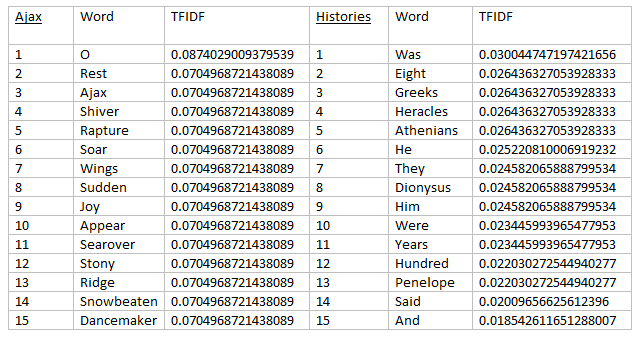 Ajax Word TFIDF Histories Word TFIDF
1 O 0.0874029009379539 1 Was 0.030044747197421656
2 Rest 0.0704968721438089 2 Eight 0.026436327053928333
3 Ajax 0.0704968721438089 3 Greeks 0.026436327053928333
4 Shiver 0.0704968721438089 4 Heracles 0.026436327053928333
5 Rapture 0.0704968721438089 5 Athenians 0.026436327053928333
6 Soar 0.0704968721438089 6 He 0.025220810006919232
7 Wings 0.0704968721438089 7 They 0.024582065888799534
8 Sudden 0.0704968721438089 8 Dionysus 0.024582065888799534
9 Joy 0.0704968721438089 9 Him 0.024582065888799534
10 Appear 0.0704968721438089 10 Were 0.023445993965477953
11 Searover 0.0704968721438089 11 Years 0.023445993965477953
12 Stony 0.0704968721438089 12 Hundred 0.022030272544940277
13 Ridge 0.0704968721438089 13 Penelope 0.022030272544940277
14 Snowbeaten 0.0704968721438089 14 Said 0.02009656625612396
15 Dancemaker 0.0704968721438089 15 And 0.018542611651288007